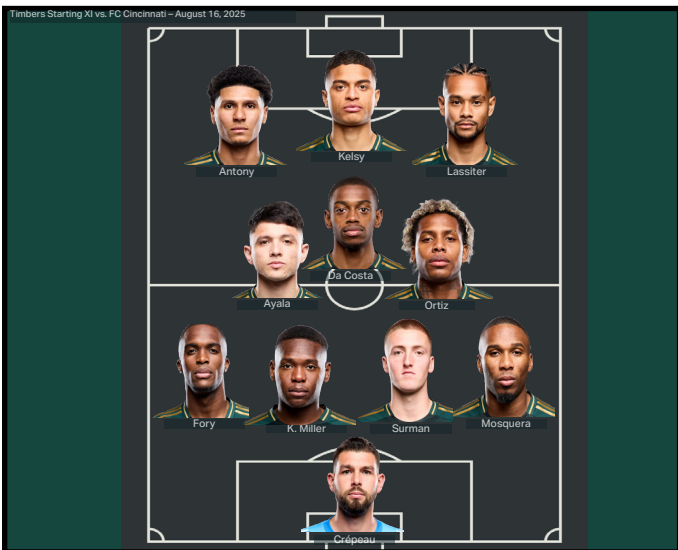 Timbers Starting XI vs. FC Cincinnati – August 16, 2025
Antony
Kelsy
Lassiter
Ayala
Da Costa
Ortiz
Fory
K. Miller
Surman
Mosquera
Crépeau